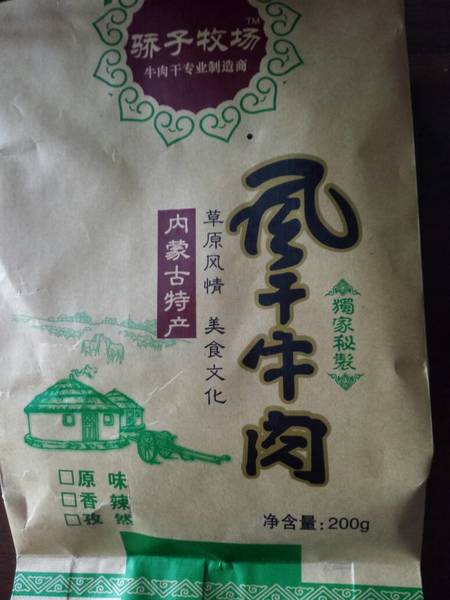 骄子牧场™
牛肉干专业制造商
风干牛肉
獨家秘製
草原风情 美食文化
内蒙古特产
□原味
□香辣
□孜然
净含量:200g